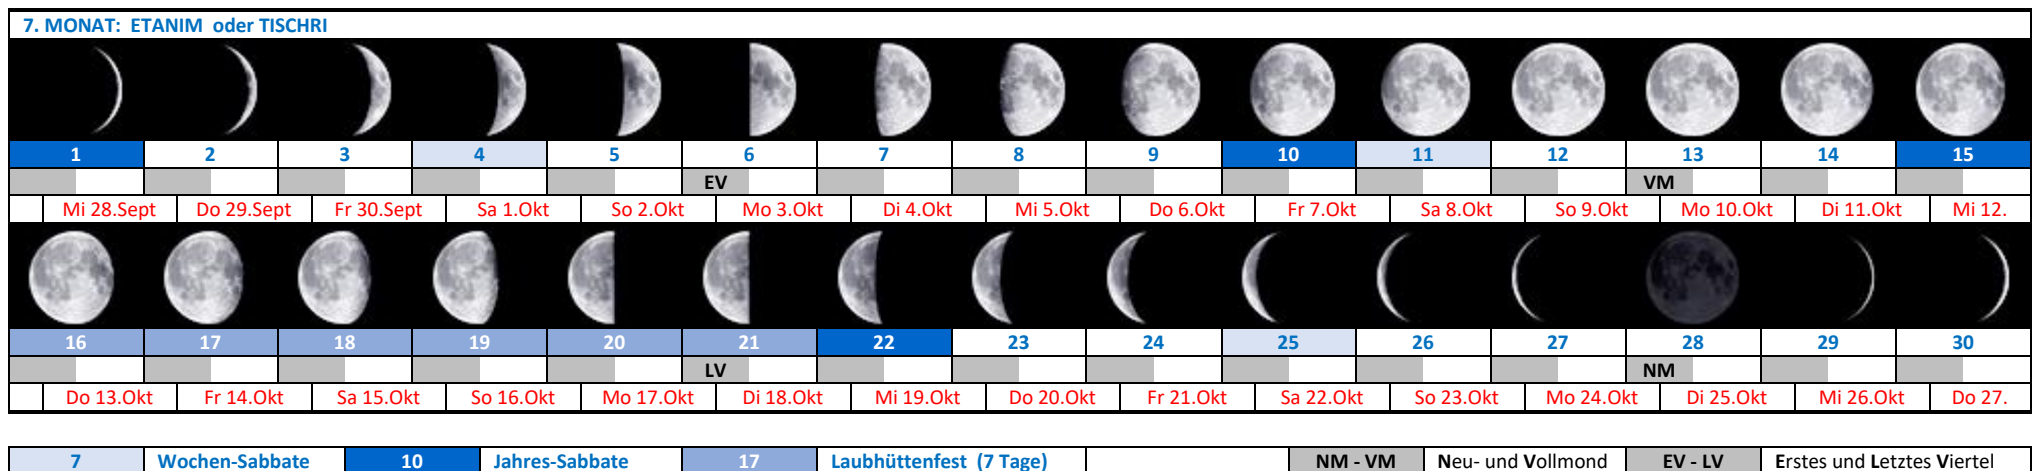 7. MONAT: ETANIM oder TISCHRI
1 2 3 4 5 6 7 8 9 10 11 12 13 14 15
EV VM
Mi 28.Sept Do 29.Sept Fr 30.Sept Sa 1.Okt So 2.Okt Mo 3.Okt Di 4.Okt Mi 5.Okt Do 6.Okt Fr 7.Okt Sa 8.Okt So 9.Okt Mo 10.Okt Di 11.Okt Mi 12.
16 17 18 19 20 21 22 23 24 25 26 27 28 29 30
LV NM
Do 13.Okt Fr 14.Okt Sa 15.Okt So 16.Okt Mo 17.Okt Di 18.Okt Mi 19.Okt Do 20.Okt Fr 21.Okt Sa 22.Okt So 23.Okt Mo 24.Okt Di 25.Okt Mi 26.Okt Do 27.
7 Wochen-Sabbate 10 Jahres-Sabbate 17 Laubhüttenfest (7 Tage) NM - VM Neu- und Vollmond EV - LV Erstes und Letztes Viertel